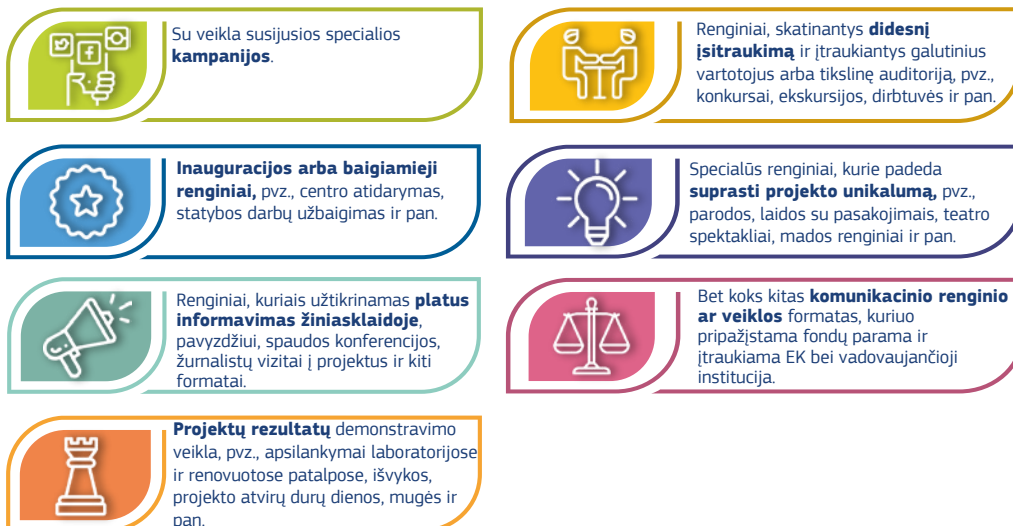 Su veikla susijusios specialios
kampanijos.
Renginiai, skatinantys didesnį
įsitraukimą ir įtraukiantys galutinius
vartotojus arba tikslinę auditoriją, pvz.,
konkursai, ekskursijos, dirbtuvės ir pan.
Inauguracijos arba baigiamieji
renginiai, pvz., centro atidarymas,
statybos darbų užbaigimas ir pan.
Specialūs renginiai, kurie padeda
suprasti projekto unikalumą, pvz.,
parodos, laidos su pasakojimais, teatro
spektakliai, mados renginiai ir pan.
Renginiai, kuriais užtikrinamas platus
informavimas žiniasklaidoje,
pavyzdžiui, spaudos konferencijos,
žurnalistų vizitai į projektus ir kiti
formatai.
Bet koks kitas komunikacinio renginio
ar veiklos formatas, kuriuo
pripažįstama fondų parama ir
įtraukiama EK bei vadovaujančioji
institucija.
Projektų rezultatų demonstravimo
veikla, pvz., apsilankymai laboratorijose
ir renovuotose patalpose, išvykos,
projekto atvirų durų dienos, mugės ir
pan.